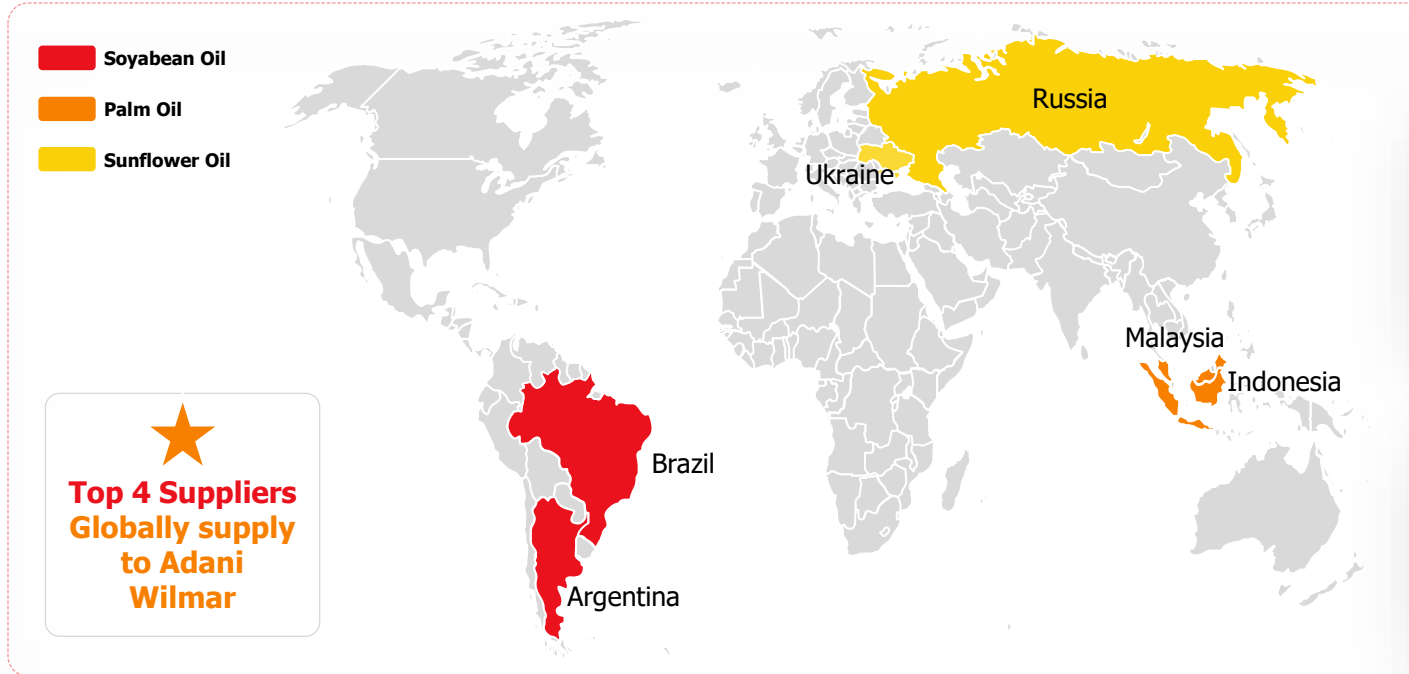 Soyabean Oil
Palm Oil
Sunflower Oil
Russia
Ukraine
Malaysia
Indonesia
Brazil
Argentina
Top 4 Suppliers
Globally supply
to Adani
Wilmar